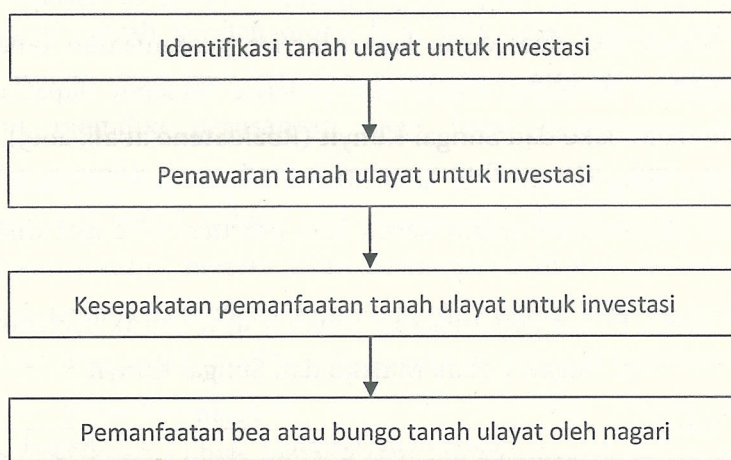 Identifikasi tanah ulayat untuk investasi
Penawaran tanah ulayat untuk investasi
Kesepakatan pemanfaatan tanah ulayat untuk investasi
Pemanfaatan bea atau bungo tanah ulayat oleh nagari